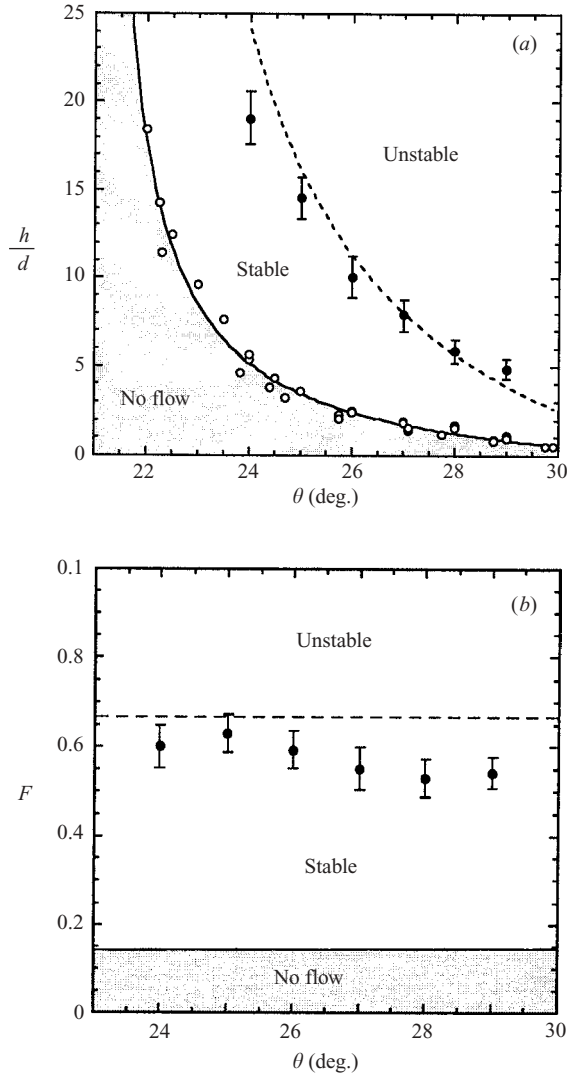 25
(a)
20
Unstable
15
h/d
Stable
10
5
No flow
0
22 24 26 28 30
θ (deg.)
0.1
(b)
Unstable
0.8
0.6
F
0.4
Stable
0.2
No flow
0
24 26 28 30
θ (deg.)